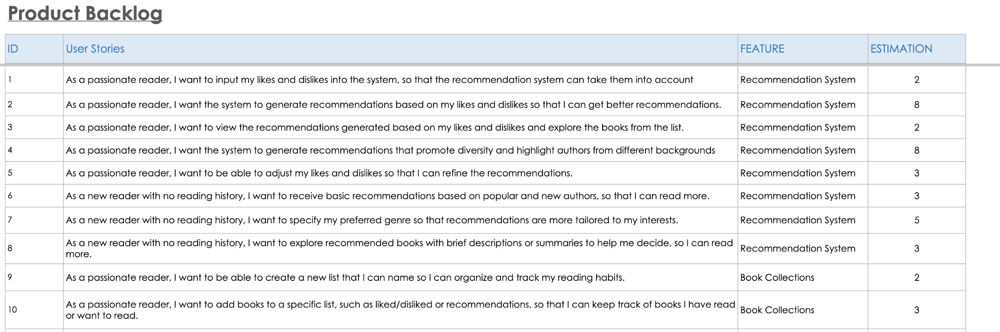 Product Backlog
ID User Stories FEATURE ESTIMATION
1 As a passionate reader, I want to input my likes and dislikes into the system, so that the recommendation system can take them into account Recommendation System 2
2 As a passionate reader, I want the system to generate recommendations based on my likes and dislikes so that I can get better recommendations. Recommendation System 8
3 As a passionate reader, I want to view the recommendations generated based on my likes and dislikes and explore the books from the list. Recommendation System 2
4 As a passionate reader, I want the system to generate recommendations that promote diversity and highlight authors from different backgrounds Recommendation System 8
5 As a passionate reader, I want to be able to adjust my likes and dislikes so that I can refine the recommendations. Recommendation System 3
6 As a new reader with no reading history, I want to receive basic recommendations based on popular and new authors, so that I can read more. Recommendation System 3
7 As a new reader with no reading history, I want to specify my preferred genre so that recommendations are more tailored to my interests. Recommendation System 5
8 As a new reader with no reading history, I want to explore recommended books with brief descriptions or summaries to help me decide, so I can read
more. Recommendation System 3
9 As a passionate reader, I want to be able to create a new list that I can name so I can organize and track my reading habits. Book Collections 2
10 As a passionate reader, I want to add books to a specific list, such as liked/disliked or recommendations, so that I can keep track of books I have read
or want to read. Book Collections 3